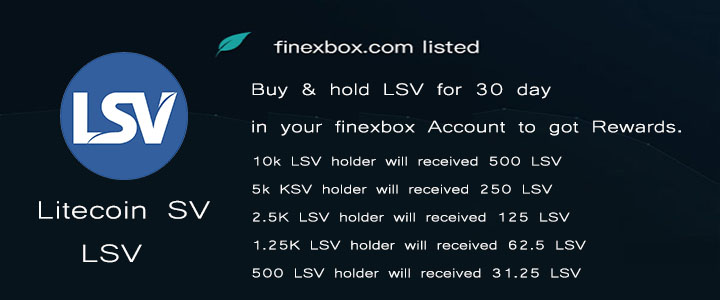 finexbox.com listed
LSV
Buy & hold LSV for 30 day
in your finexbox Account to got Rewards.
10k LSV holder will received 500 LSV
5k KSV holder will received 250 LSV
2.5K LSV holder will received 125 LSV
1.25K LSV holder will received 62.5 LSV
500 LSV holder will received 31.25 LSV
Litecoin SV
LSV